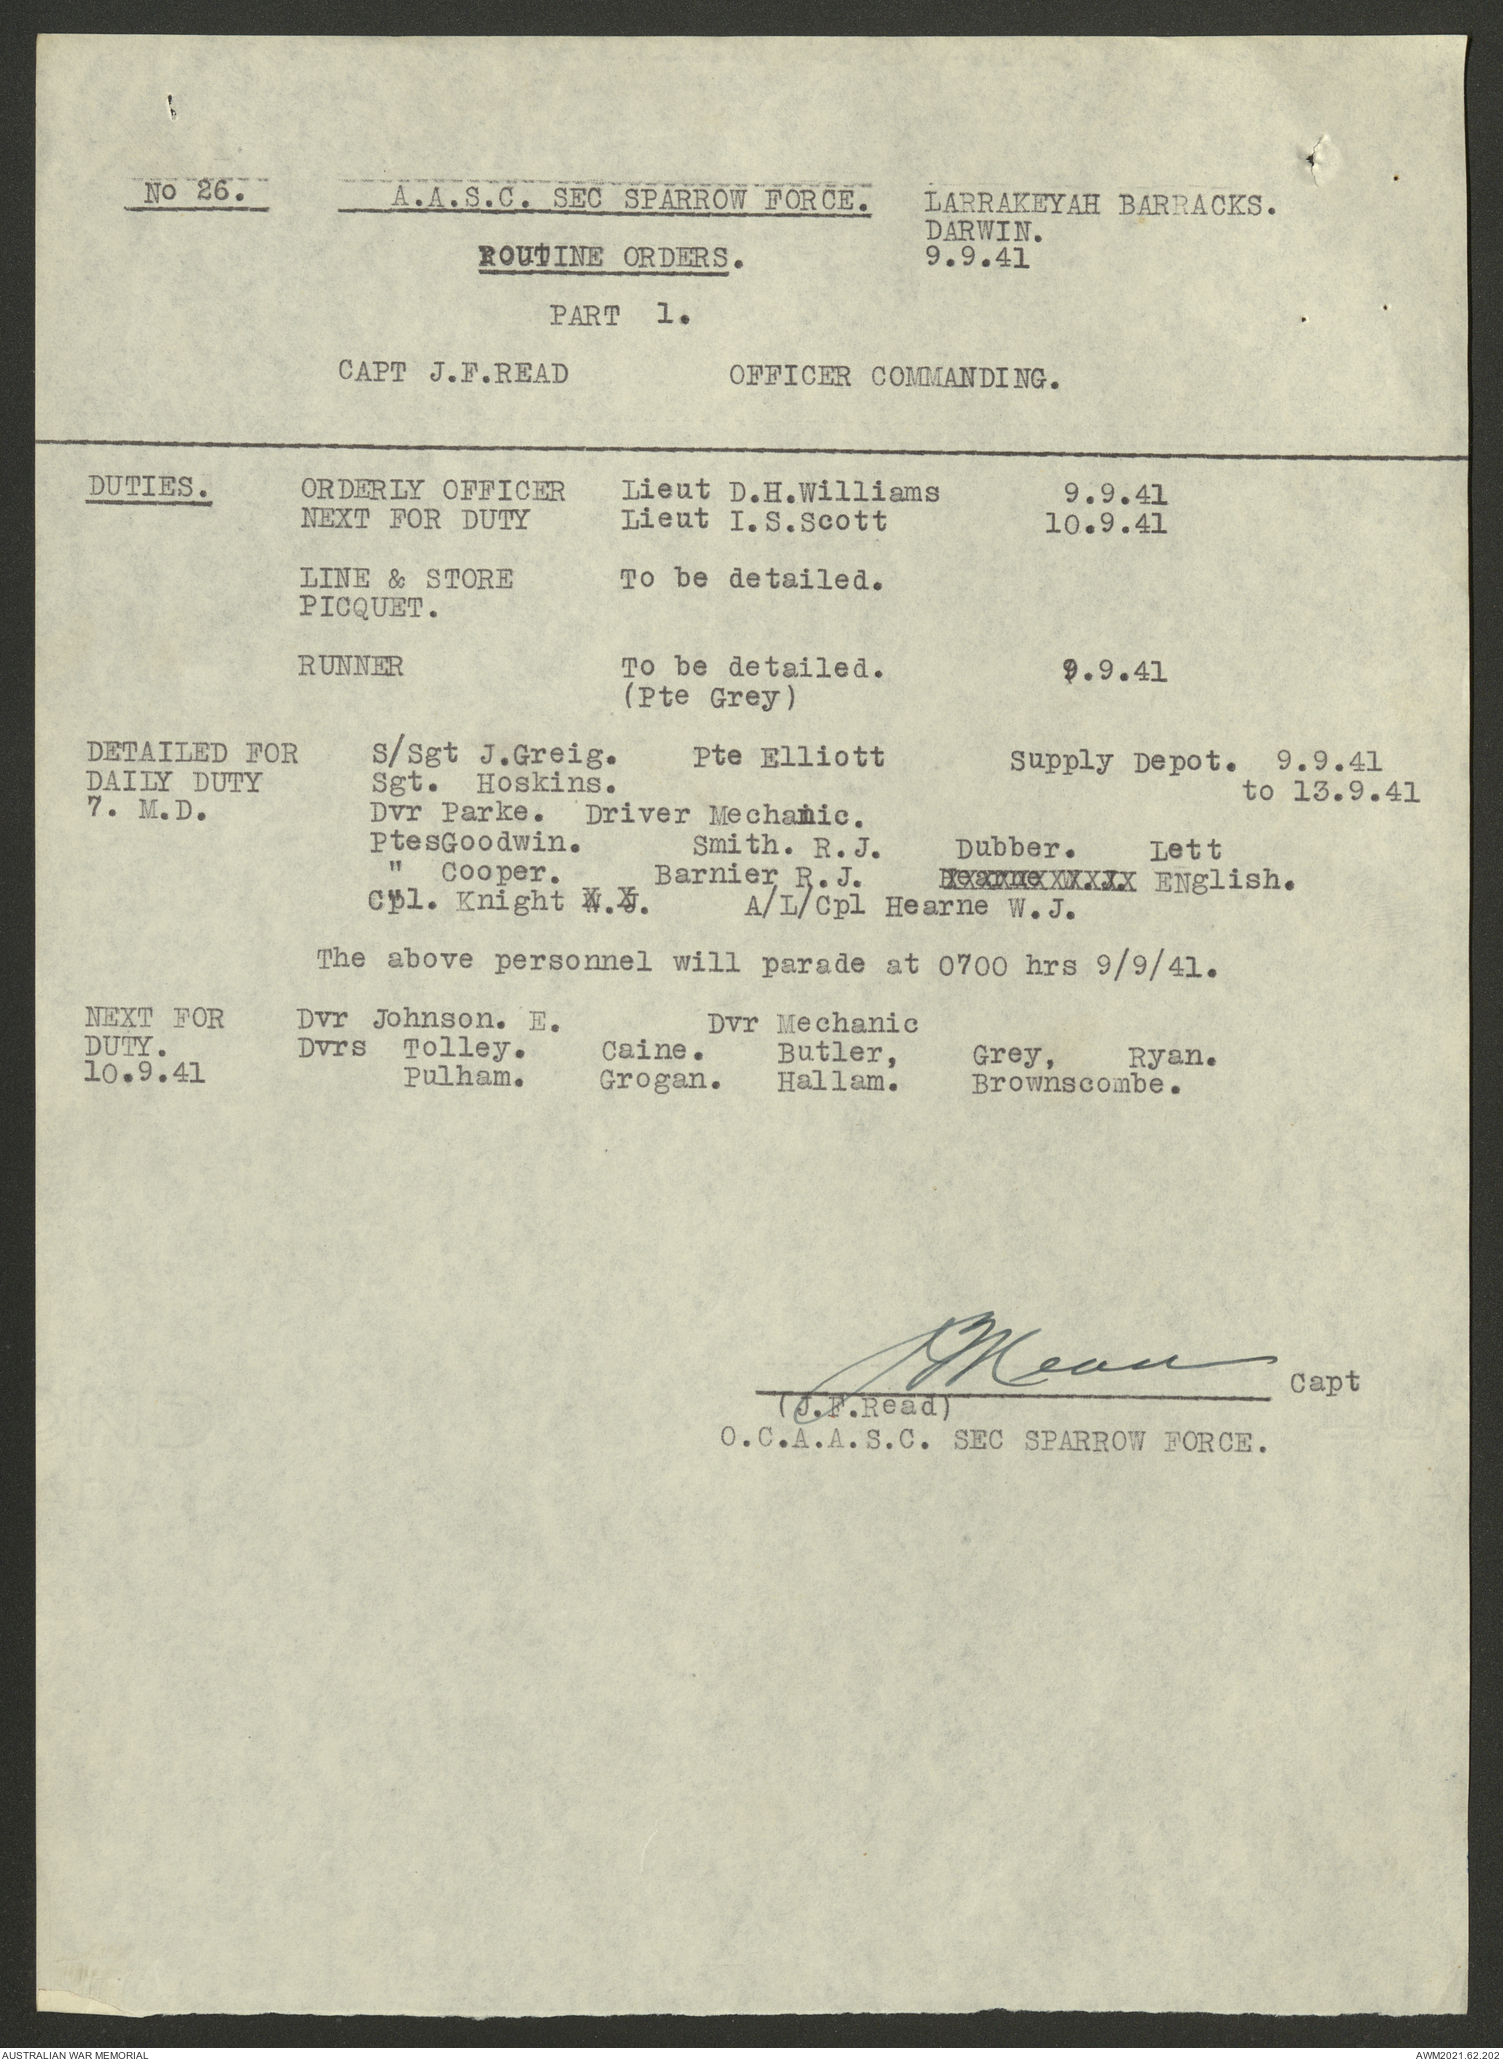 No 26. A.A.S.C. SEC SPARROW FORCE. LARRAKEYAH BARRACKS.
DARWIN.
ROUTINE ORDERS. 9.9.41
PART 1.
CAPT J.F.READ OFFICER COMMANDING.
DUTIES. ORDERLY OFFICER Lieut D.H.Williams 9.9.41
NEXT FOR DUTY Lieut I.S.Scott 10.9.41
LINE & STORE To be detailed.
PICQUET.
RUNNER To be detailed. 9.9.41
(Pte Grey)
DETAILED FOR S/Sgt J.Greig. Pte Elliott Supply Depot. 9.9.41
DAILY DUTY Sgt. Hoskins. to 13.9.41
7. M.D. Dvr Parke. Driver Mechanic.
PtesGoodwin. Smith. R.J. Dubber. Lett
" Cooper. Barnier R.J. ENglish.
Cpl. Knight A/L/Cpl Hearne W.J.
The above personnel will parade at 0700 hrs 9/9/41.
NEXT FOR Dvr Johnson. E. Dvr Mechanic
DUTY. Dvrs Tolley. Caine. Butler, Grey, Ryan.
10.9.41 Pulham. Grogan. Hallam. Brownscombe.
Capt
(J.F.Read)
O.C.A.A.S.C. SEC SPARROW FORCE.
AUSTRALIAN WAR MEMORIAL AWM2021.62.202